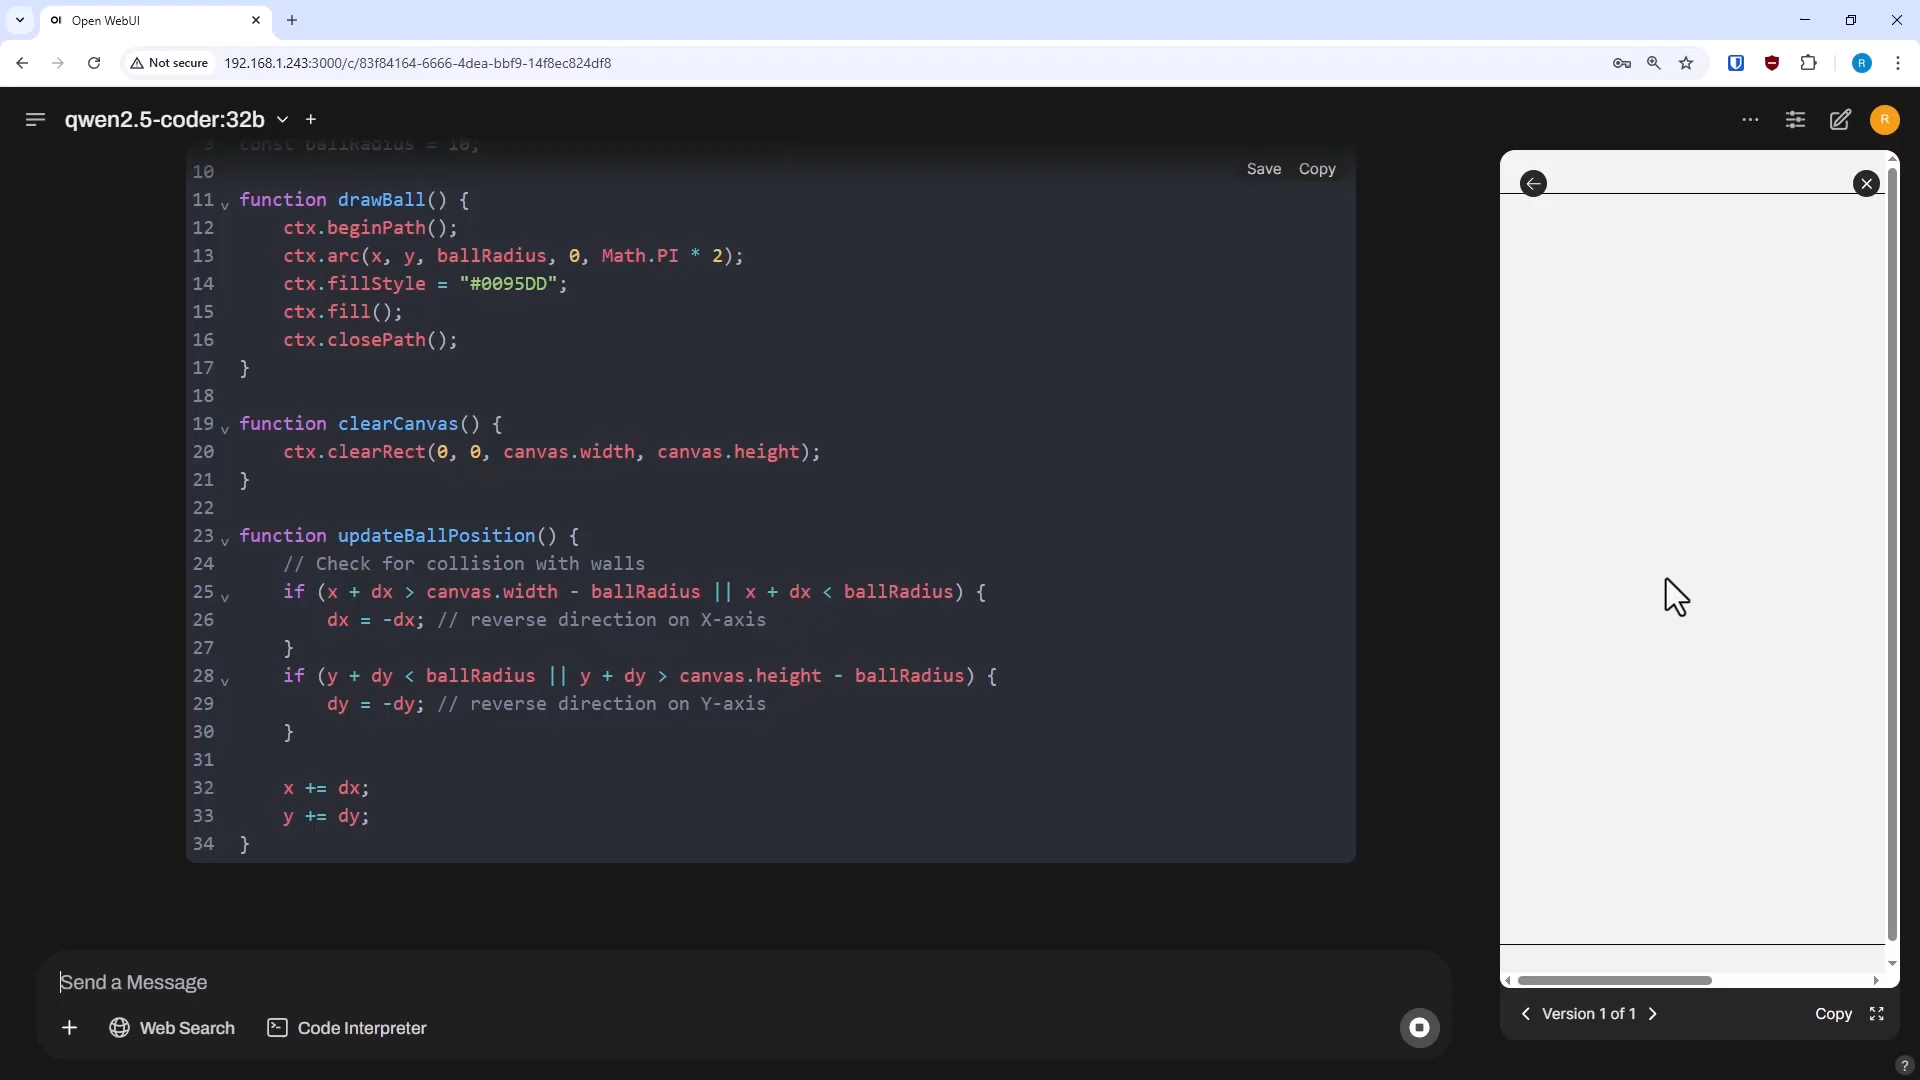 OI Open WebUI
Not secure 192.168.1.243:3000/c/83f84164-6666-4dea-bbf9-14f8ec824df8
R
qwen2.5-coder:32b
R
9 const ballRadius = 10;
Save Copy
10
11 function drawBall() {
12 ctx.beginPath();
13 ctx.arc(x, y, ballRadius, 0, Math.PI * 2);
14 ctx.fillStyle = "#0095DD";
15 ctx.fill();
16 ctx.closePath();
17 }
18
19 function clearCanvas() {
20 ctx.clearRect(0, 0, canvas.width, canvas.height);
21 }
22
23 function updateBallPosition() {
24 // Check for collision with walls
25 if (x + dx > canvas.width - ballRadius || x + dx < ballRadius) {
26 dx = -dx; // reverse direction on X-axis
27 }
28 if (y + dy < ballRadius || y + dy > canvas.height - ballRadius) {
29 dy = -dy; // reverse direction on Y-axis
30 }
31
32 x += dx;
33 y += dy;
34 }
Send a Message
Web Search Code Interpreter
Version 1 of 1
Copy
?